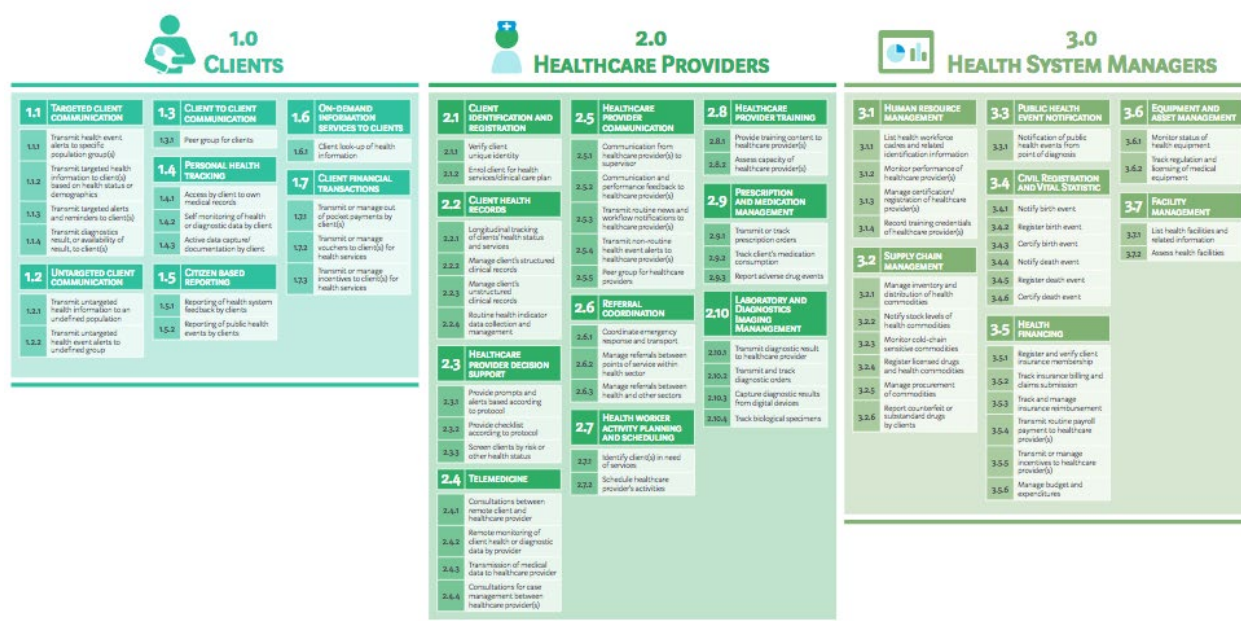 1.0
CLIENTS
1.1 TARGETED CLIENT
COMMUNICATION
1.1.1 Transmit health event
alerts to specific
population group(s)
1.1.2 Transmit targeted health
information to client(s)
based on health status or
demographics
1.1.3 Transmit targeted alerts
and reminders to client(s)
1.1.4 Transmit diagnostics
result, or availability of
result, to client(s)
1.2 UNTARGETED CLIENT
COMMUNICATION
1.2.1 Transmit untargeted
health information to an
undefined population
1.2.2 Transmit untargeted
health event alerts to
undefined group
1.3 CLIENT TO CLIENT
COMMUNICATION
1.3.1 Peer group for clients
1.4 PERSONAL HEALTH
TRACKING
1.4.1 Access by client to own
medical records
1.4.2 Self monitoring of health
or diagnostic data by client
1.4.3 Active data capture/
documentation by client
1.5 CITIZEN BASED
REPORTING
1.5.1 Reporting of health system
feedback by clients
1.5.2 Reporting of public health
events by clients
1.6 ON-DEMAND
INFORMATION
SERVICES TO CLIENTS
1.6.1 Client look-up of health
information
1.7 CLIENT FINANCIAL
TRANSACTIONS
1.7.1 Transmit or manage out
of pocket payments by
client(s)
1.7.2 Transmit or manage
vouchers to client(s) for
health services
1.7.3 Transmit or manage
incentives to client(s) for
health services
2.0
HEALTHCARE PROVIDERS
2.1 CLIENT
IDENTIFICATION AND
REGISTRATION
2.1.1 Verify client
unique identity
2.1.2 Enrol client for health
services/clinical care plan
2.2 CLIENT HEALTH
RECORDS
2.2.1 Longitudinal tracking
of clients' health status
and services
2.2.2 Manage client's structured
clinical records
2.2.3 Manage client's
unstructured
clinical records
2.2.4 Routine health indicator
data collection and
management
2.3 HEALTHCARE
PROVIDER DECISION
SUPPORT
2.3.1 Provide prompts and
alerts based according
to protocol
2.3.2 Provide checklist
according to protocol
2.3.3 Screen clients by risk or
other health status
2.4 TELEMEDICINE
2.4.1 Consultations between
remote client and
healthcare provider
2.4.2 Remote monitoring of
client health or diagnostic
data by provider
2.4.3 Transmission of medical
data to healthcare provider
2.4.4 Consultations for case
management between
healthcare provider(s)
2.5 HEALTHCARE
PROVIDER
COMMUNICATION
2.5.1 Communication from
healthcare provider(s) to
supervisor
2.5.2 Communication and
performance feedback to
healthcare provider(s)
2.5.3 Transmit routine news and
workflow notifications to
healthcare provider(s)
2.5.4 Transmit non-routine
health event alerts to
healthcare provider(s)
2.5.5 Peer group for healthcare
providers
2.6 REFERRAL
COORDINATION
2.6.1 Coordinate emergency
response and transport
2.6.2 Manage referrals between
points of service within
health sector
2.6.3 Manage referrals between
health and other sectors
2.7 HEALTH WORKER
ACTIVITY PLANNING
AND SCHEDULING
2.7.1 Identify client(s) in need
of services
2.7.2 Schedule healthcare
provider's activities
2.8 HEALTHCARE
PROVIDER TRAINING
2.8.1 Provide training content to
healthcare provider(s)
2.8.2 Assess capacity of
healthcare provider(s)
2.9 PRESCRIPTION
AND MEDICATION
MANAGEMENT
2.9.1 Transmit or track
prescription orders
2.9.2 Track client's medication
consumption
2.9.3 Report adverse drug events
2.10 LABORATORY AND
DIAGNOSTICS
IMAGING
MANAGEMENT
2.10.1 Transmit diagnostic result
to healthcare provider
2.10.2 Transmit and track
diagnostic orders
2.10.3 Capture diagnostic results
from digital devices
2.10.4 Track biological specimens
3.0
HEALTH SYSTEM MANAGERS
3.1 HUMAN RESOURCE
MANAGEMENT
3.1.1 List health workforce
cadres and related
identification information
3.1.2 Monitor performance of
healthcare provider(s)
3.1.3 Manage certification/
registration of healthcare
provider(s)
3.1.4 Record training credentials
of healthcare provider(s)
3.2 SUPPLY CHAIN
MANAGEMENT
3.2.1 Manage inventory and
distribution of health
commodities
3.2.2 Notify stock levels of
health commodities
3.2.3 Monitor cold-chain
sensitive commodities
3.2.4 Register licensed drugs
and health commodities
3.2.5 Manage procurement
of commodities
3.2.6 Report counterfeit or
substandard drugs
by clients
3.3 PUBLIC HEALTH
EVENT NOTIFICATION
3.3.1 Notification of public
health events from
point of diagnosis
3.4 CIVIL REGISTRATION
AND VITAL STATISTIC
3.4.1 Notify birth event
3.4.2 Register birth event
3.4.3 Certify birth event
3.4.4 Notify death event
3.4.5 Register death event
3.4.6 Certify death event
3.5 HEALTH
FINANCING
3.5.1 Register and verify client
insurance membership
3.5.2 Track insurance billing and
claims submission
3.5.3 Track and manage
insurance reimbursement
3.5.4 Transmit routine payroll
payment to healthcare
provider(s)
3.5.5 Transmit or manage
incentives to healthcare
provider(s)
3.5.6 Manage budget and
expenditures
3.6 EQUIPMENT AND
ASSET MANAGEMENT
3.6.1 Monitor status of
health equipment
3.6.2 Track regulation and
licensing of medical
equipment
3.7 FACILITY
MANAGEMENT
3.7.1 List health facilities and
related information
3.7.2 Assess health facilities